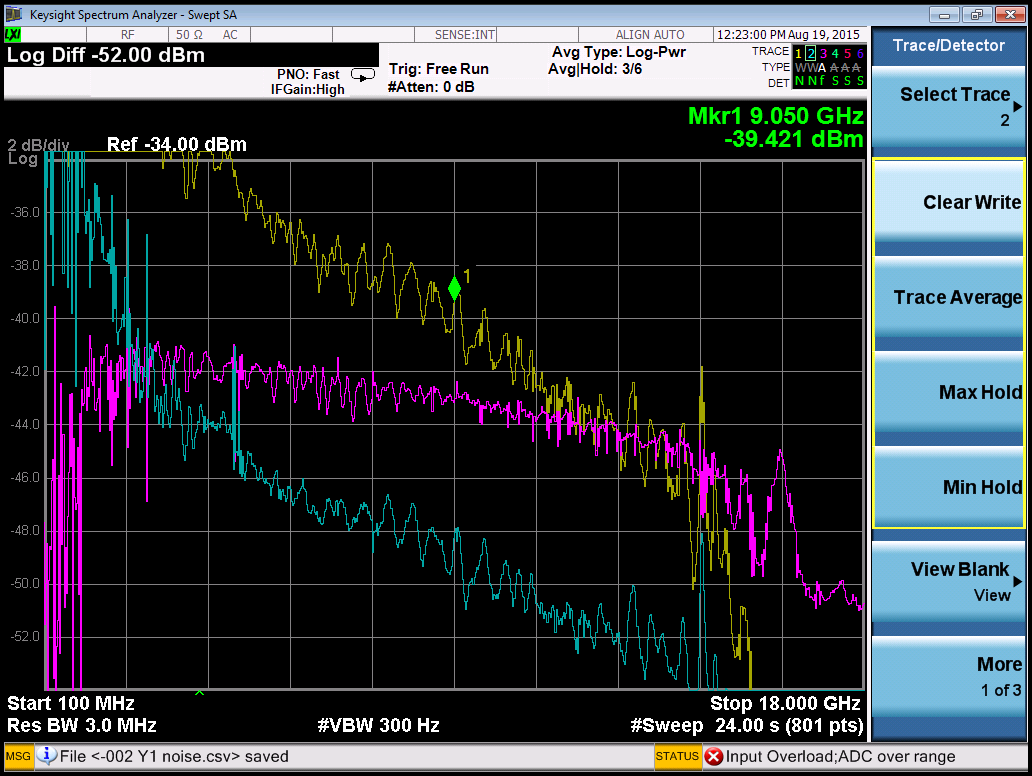 Keysight Spectrum Analyzer - Swept SA
LXI RF 50 Ω AC SENSE:INT ALIGN AUTO 12:23:00 PM Aug 19, 2015
Log Diff -52.00 dBm
PNO: Fast
IFGain:High
Trig: Free Run
#Atten: 0 dB
Avg Type: Log-Pwr
Avg|Hold: 3/6
TRACE 1 2 3 4 5 6
TYPE W W A A A A
DET N N f S S S
Mkr1 9.050 GHz
-39.421 dBm
2 dB/div Ref -34.00 dBm
Log
-36.0
-38.0
-40.0
-42.0
-44.0
-46.0
-48.0
-50.0
-52.0
1
Start 100 MHz Stop 18.000 GHz
Res BW 3.0 MHz #VBW 300 Hz #Sweep 24.00 s (801 pts)
MSG File <-002 Y1 noise.csv> saved STATUS Input Overload;ADC over range
Trace/Detector
Select Trace
2
Clear Write
Trace Average
Max Hold
Min Hold
View Blank
View
More
1 of 3